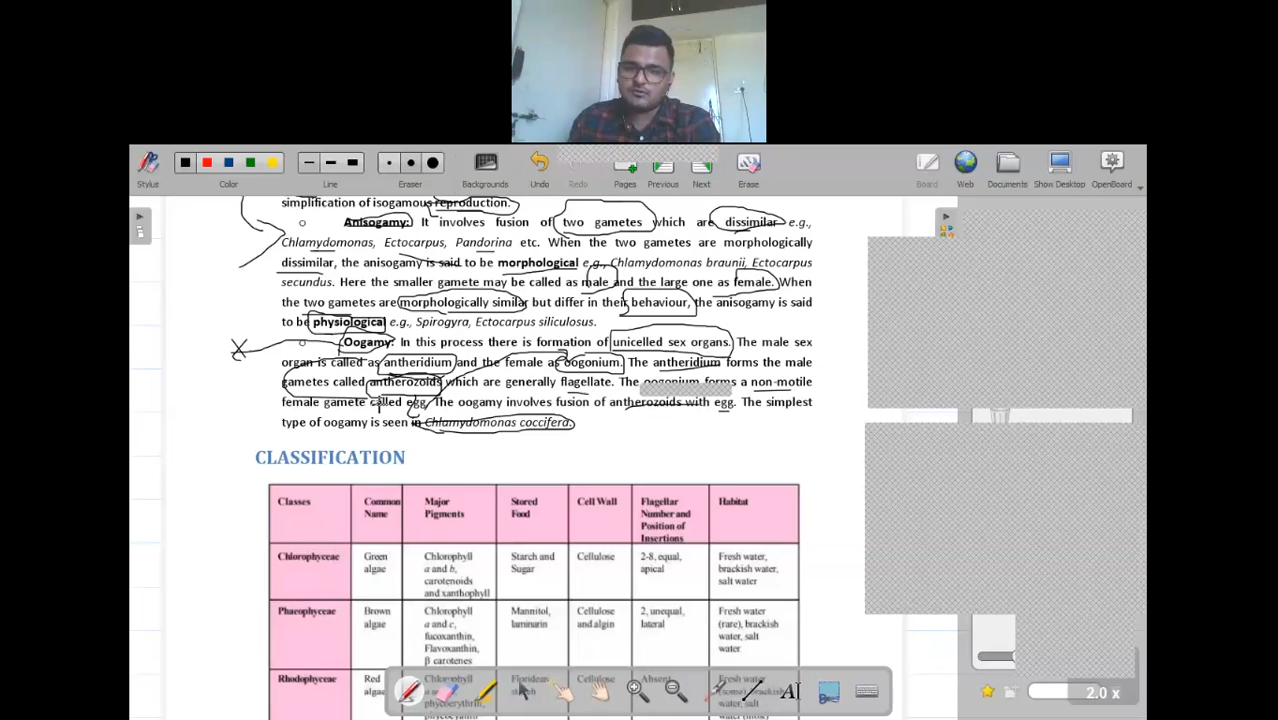 Stylus Color Line Eraser Backgrounds Undo Redo Pages Previous Next Erase Board Web Documents Show Desktop OpenBoard
simplification of isogamous reproduction.
o Anisogamy: It involves fusion of two gametes which are dissimilar e.g.,
Chlamydomonas, Ectocarpus, Pandorina etc. When the two gametes are morphologically
dissimilar, the anisogamy is said to be morphological e.g., Chlamydomonas braunii, Ectocarpus
secundus. Here the smaller gamete may be called as male and the large one as female. When
the two gametes are morphologically similar but differ in their behaviour, the anisogamy is said
to be physiological e.g., Spirogyra, Ectocarpus siliculosus.
o Oogamy: In this process there is formation of unicelled sex organs. The male sex
organ is called as antheridium and the female as oogonium. The antheridium forms the male
gametes called antherozoids which are generally flagellate. The oogonium forms a non-motile
female gamete called egg. The oogamy involves fusion of antherozoids with egg. The simplest
type of oogamy is seen in Chlamydomonas coccifera.
CLASSIFICATION
Classes Common Major Stored Cell Wall Flagellar Habitat
Name Pigments Food Number and
Position of
Insertions
Chlorophyceae Green Chlorophyll Starch and Cellulose 2-8, equal, Fresh water,
algae a and b, Sugar apical brackish water,
carotenoids salt water
and xanthophyll
Phaeophyceae Brown Chlorophyll Mannitol, Cellulose 2, unequal, Fresh water
algae a and c, laminarin and algin lateral (rare), brackish
fucoxanthin, water, salt
Flavoxanthin, water
β carotenes
Rhodophyceae Red Chlorophyll Floridean Cellulose Absent Fresh water
water, salt
2.0 x